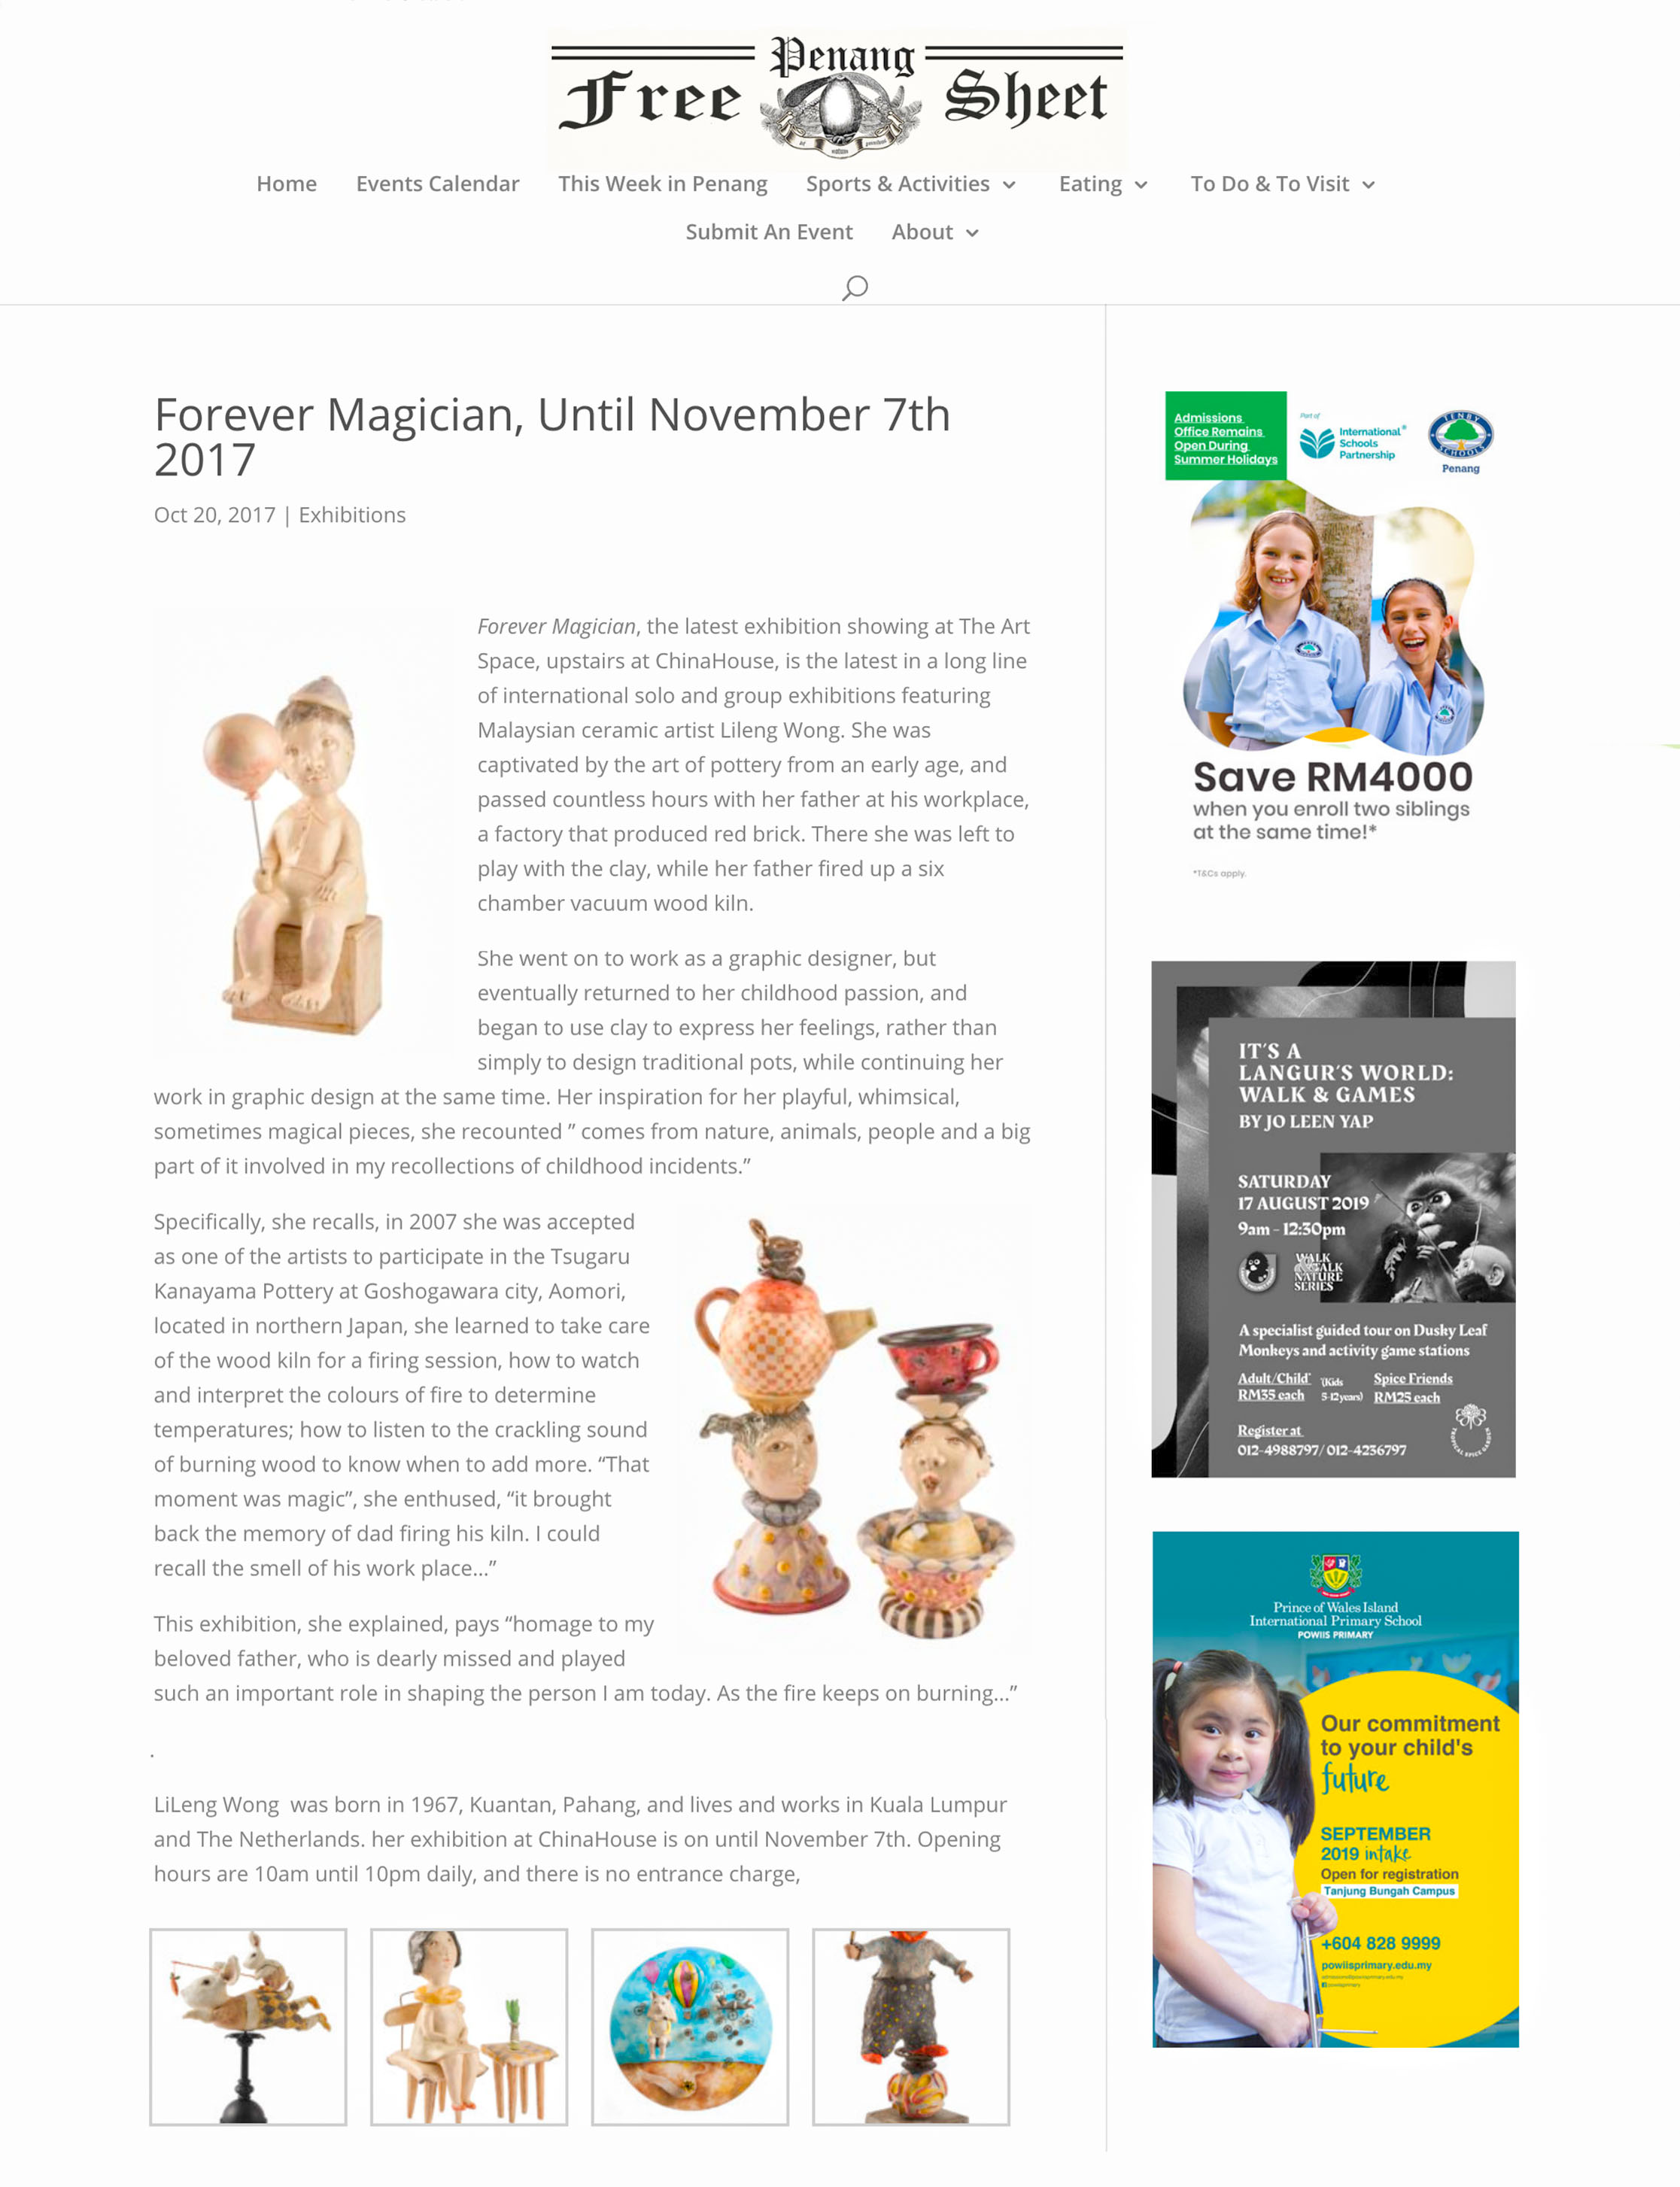 Penang
Free Sheet
Home Events Calendar This Week in Penang Sports & Activities Eating To Do & To Visit
Submit An Event About
Forever Magician, Until November 7th
2017
Oct 20, 2017 | Exhibitions
Forever Magician, the latest exhibition showing at The Art
Space, upstairs at ChinaHouse, is the latest in a long line
of international solo and group exhibitions featuring
Malaysian ceramic artist Lileng Wong. She was
captivated by the art of pottery from an early age, and
passed countless hours with her father at his workplace,
a factory that produced red brick. There she was left to
play with the clay, while her father fired up a six
chamber vacuum wood kiln.
She went on to work as a graphic designer, but
eventually returned to her childhood passion, and
began to use clay to express her feelings, rather than
simply to design traditional pots, while continuing her
work in graphic design at the same time. Her inspiration for her playful, whimsical,
sometimes magical pieces, she recounted ” comes from nature, animals, people and a big
part of it involved in my recollections of childhood incidents.”
Specifically, she recalls, in 2007 she was accepted
as one of the artists to participate in the Tsugaru
Kanayama Pottery at Goshogawara city, Aomori,
located in northern Japan, she learned to take care
of the wood kiln for a firing session, how to watch
and interpret the colours of fire to determine
temperatures; how to listen to the crackling sound
of burning wood to know when to add more. “That
moment was magic”, she enthused, “it brought
back the memory of dad firing his kiln. I could
recall the smell of his work place…”
This exhibition, she explained, pays “homage to my
beloved father, who is dearly missed and played
such an important role in shaping the person I am today. As the fire keeps on burning…”
.
LiLeng Wong was born in 1967, Kuantan, Pahang, and lives and works in Kuala Lumpur
and The Netherlands. her exhibition at ChinaHouse is on until November 7th. Opening
hours are 10am until 10pm daily, and there is no entrance charge,
Admissions
Office Remains
Open During
Summer Holidays
Part of
International®
Schools
Partnership
TENBY
SCHOOLS
Penang
Save RM4000
when you enroll two siblings
at the same time!*
*T&Cs apply.
IT'S A
LANGUR'S WORLD:
WALK & GAMES
BY JO LEEN YAP
SATURDAY
17 AUGUST 2019
9am - 12:30pm
WALK
& TALK
NATURE
SERIES
A specialist guided tour on Dusky Leaf
Monkeys and activity game stations
Adult/Child* (Kids Spice Friends
RM35 each 5-12years) RM25 each
Register at
012-4988797/ 012-4236797
TROPICAL SPICE GARDEN
Prince of Wales Island
International Primary School
POWIIS PRIMARY
Our commitment
to your child's
future
SEPTEMBER
2019 intake
Open for registration
Tanjung Bungah Campus
+604 828 9999
powiisprimary.edu.my